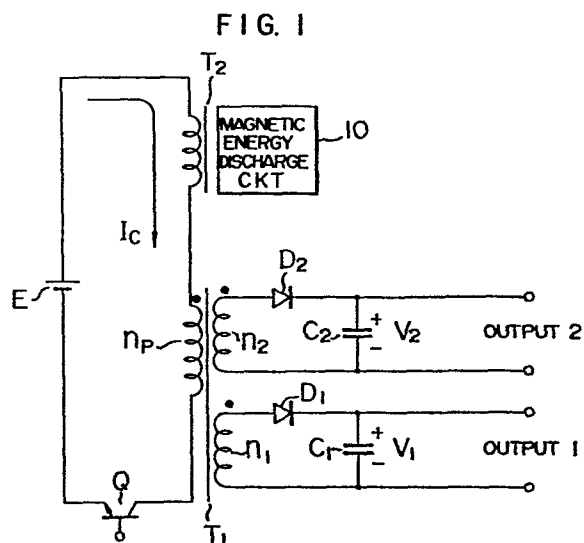 FIG. 1
T2
MAGNETIC
ENERGY
DISCHARGE
CKT
10
IC
E
D2
nP
n2
C2
+
V2
-
OUTPUT 2
D1
n1
C1
+
V1
-
OUTPUT 1
Q
T1